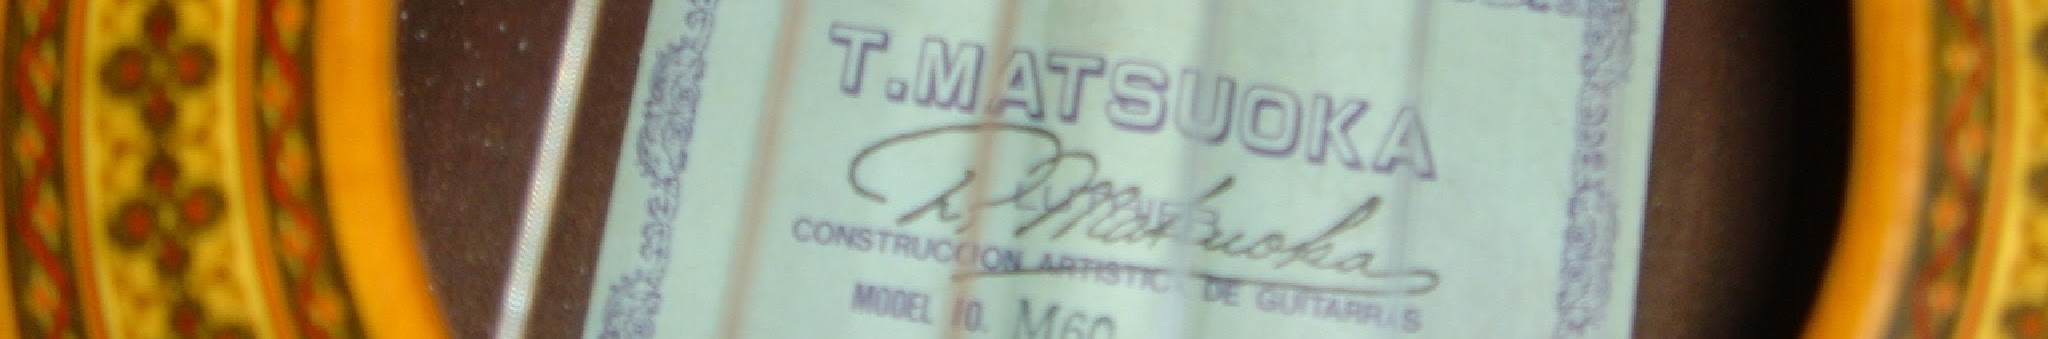 T.MATSUOKA
T. Matsuoka
CONSTRUCCION ARTISTICA DE GUITARRAS
MODEL NO. M60